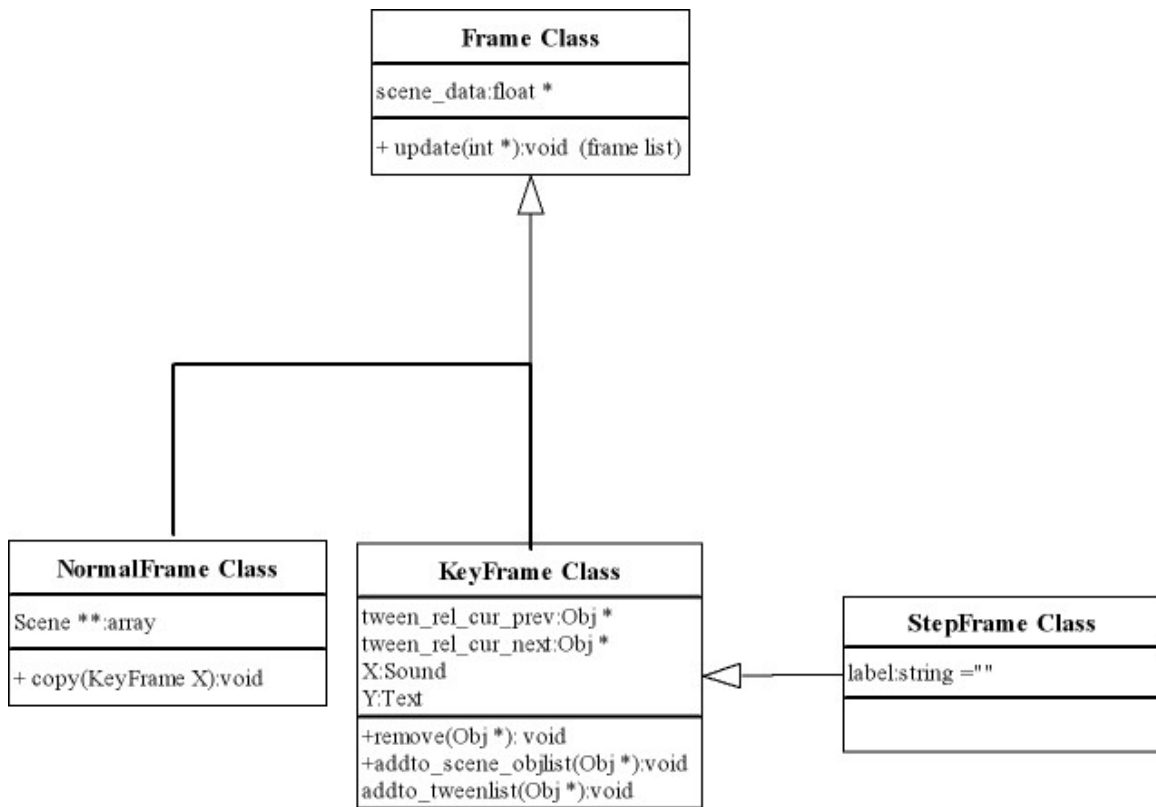 Frame Class
scene_data:float *
+ update(int *):void (frame list)
NormalFrame Class
Scene **:array
+ copy(KeyFrame X):void
KeyFrame Class
tween_rel_cur_prev:Obj *
tween_rel_cur_next:Obj *
X:Sound
Y:Text
+remove(Obj *): void
+addto_scene_objlist(Obj *):void
addto_tweenlist(Obj *):void
StepFrame Class
label:string =""